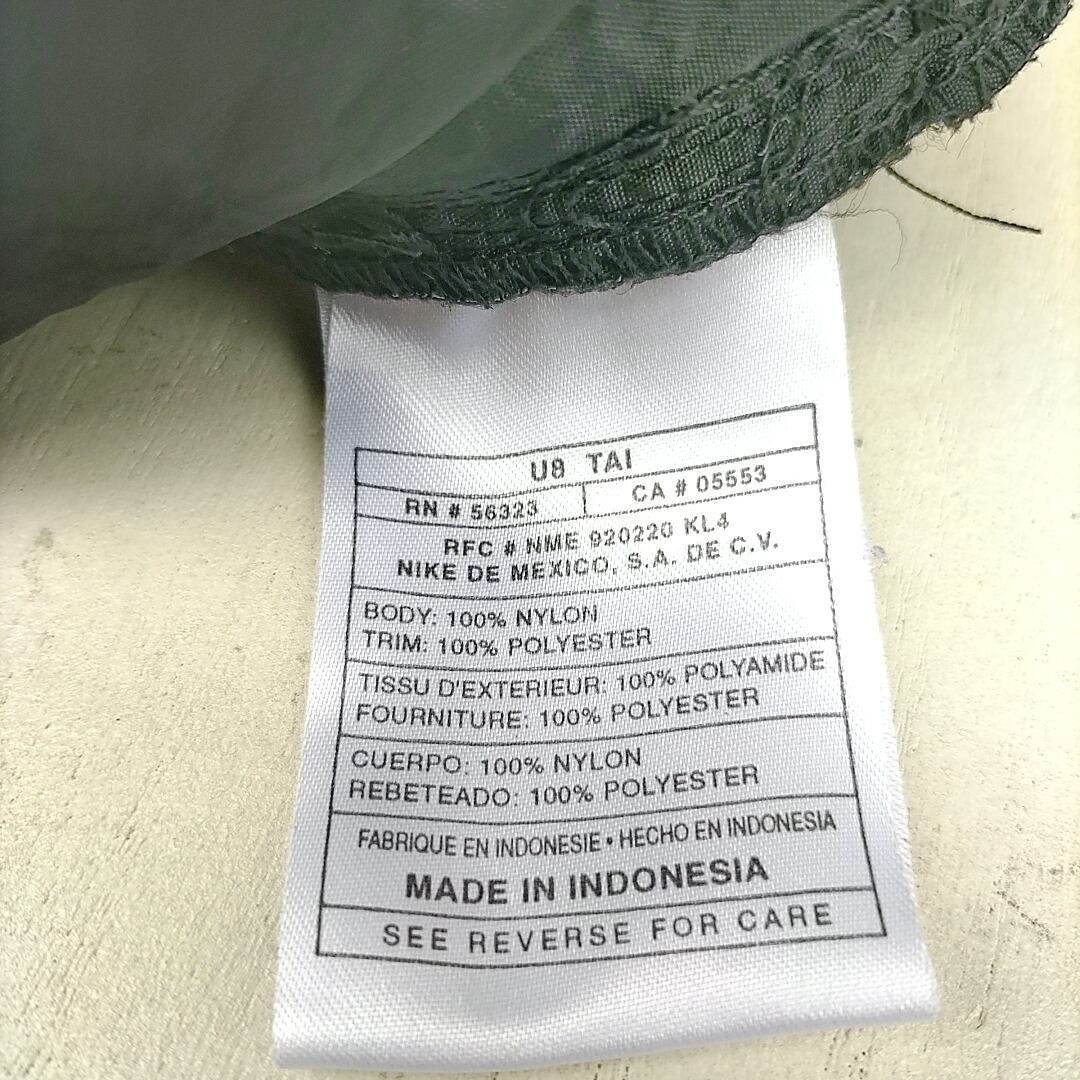 U8 TAI
RN # 56323
CA # 05553
RFC # NME 920220 KL4
NIKE DE MEXICO, S.A. DE C.V.
BODY: 100% NYLON
TRIM: 100% POLYESTER
TISSU D'EXTERIEUR: 100% POLYAMIDE
FOURNITURE: 100% POLYESTER
CUERPO: 100% NYLON
REBETEADO: 100% POLYESTER
FABRIQUE EN INDONESIE • HECHO EN INDONESIA
MADE IN INDONESIA
SEE REVERSE FOR CARE